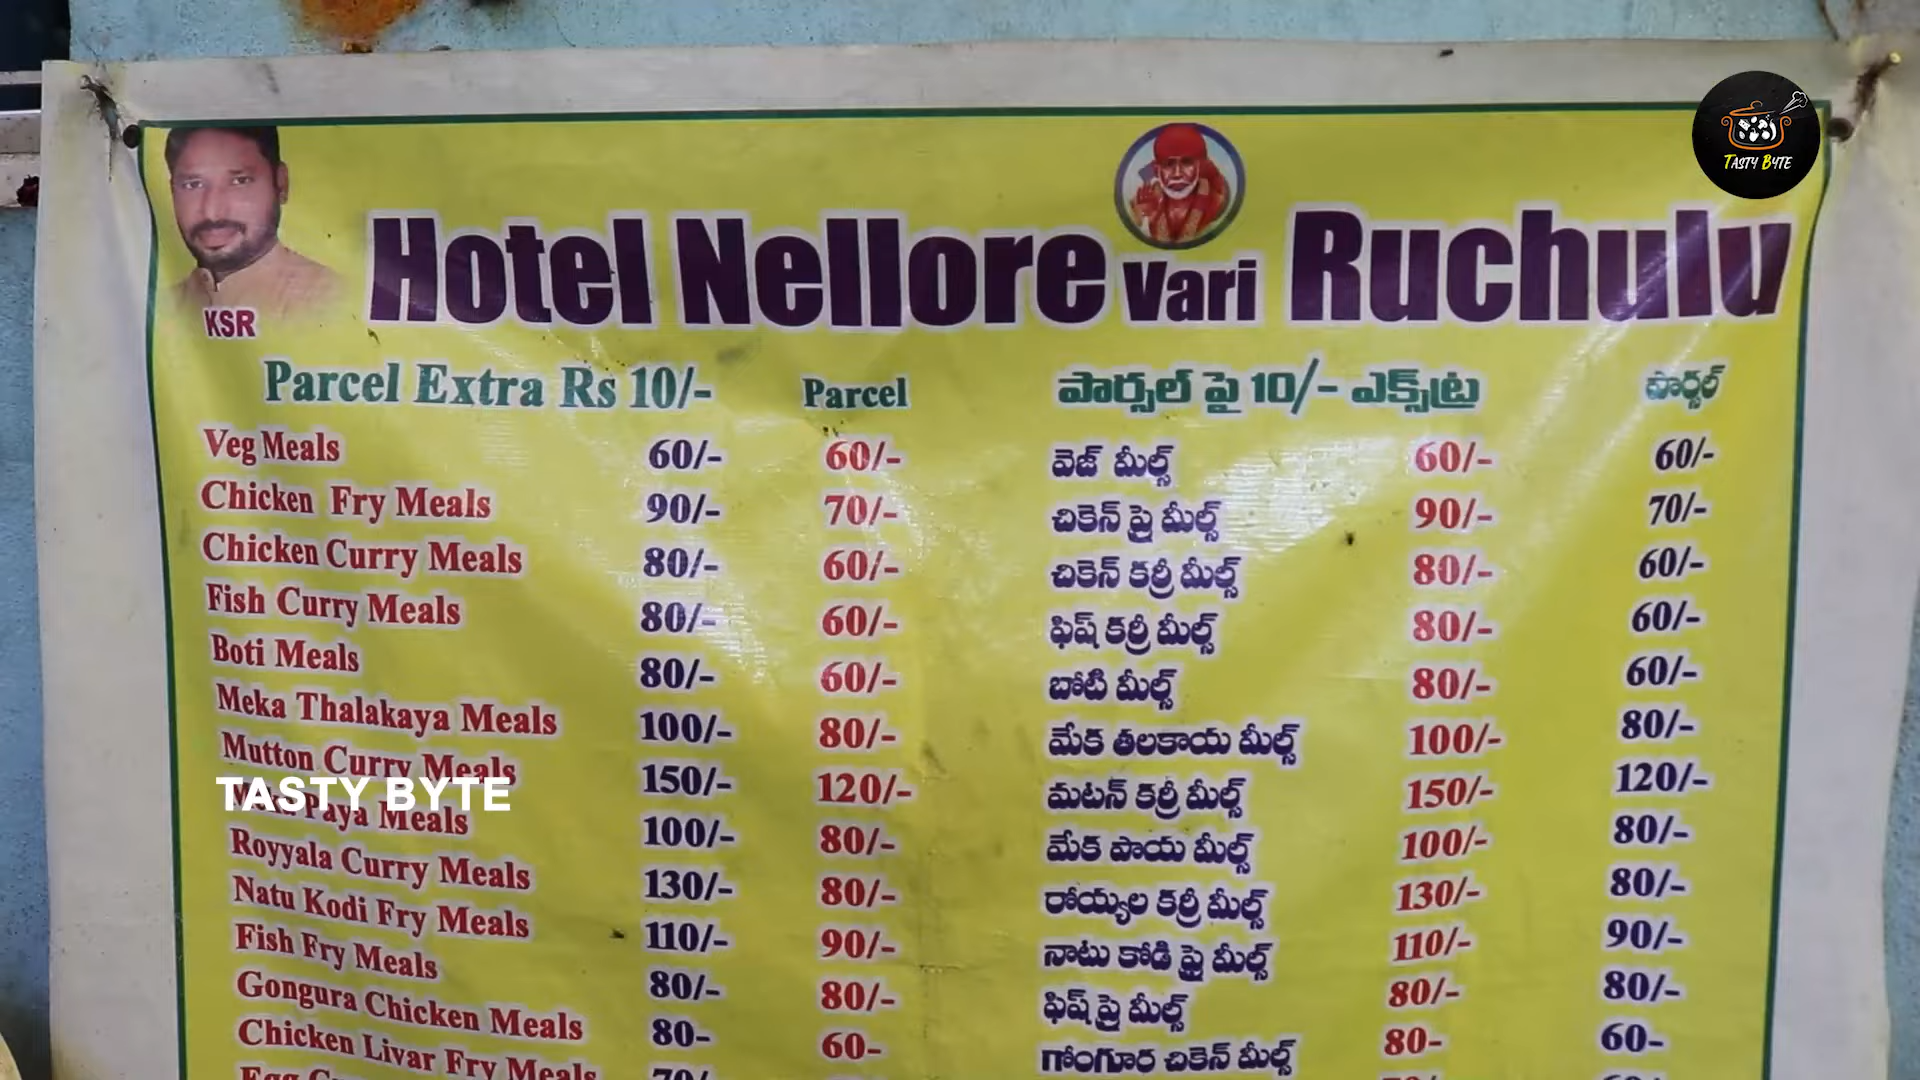 TASTY BYTE
Hotel Nellore Vari Ruchulu
KSR
Parcel Extra Rs 10/- Parcel పార్సల్ పై 10/- ఎక్స్‌ట్రా పార్శల్
Veg Meals 60/- 60/- వెజ్ మీల్స్ 60/- 60/-
Chicken Fry Meals 90/- 70/- చికెన్ ఫ్రై మీల్స్ 90/- 70/-
Chicken Curry Meals 80/- 60/- చికెన్ కర్రీ మీల్స్ 80/- 60/-
Fish Curry Meals 80/- 60/- ఫిష్ కర్రీ మీల్స్ 80/- 60/-
Boti Meals 80/- 60/- బోటి మీల్స్ 80/- 60/-
Meka Thalakaya Meals 100/- 80/- మేక తలకాయ మీల్స్ 100/- 80/-
Mutton Curry Meals 150/- 120/- మటన్ కర్రీ మీల్స్ 150/- 120/-
TASTY BYTE
Paya Meals 100/- 80/- మేక పాయ మీల్స్ 100/- 80/-
Royyala Curry Meals 130/- 80/- రోయ్యల కర్రీ మీల్స్ 130/- 80/-
Natu Kodi Fry Meals 110/- 90/- నాటు కోడి ఫ్రై మీల్స్ 110/- 90/-
Fish Fry Meals 80/- 80/- ఫిష్ ఫ్రై మీల్స్ 80/- 80/-
Gongura Chicken Meals 80- 60- గోంగూర చికెన్ మీల్స్ 80- 60-
Chicken Livar Fry Meals